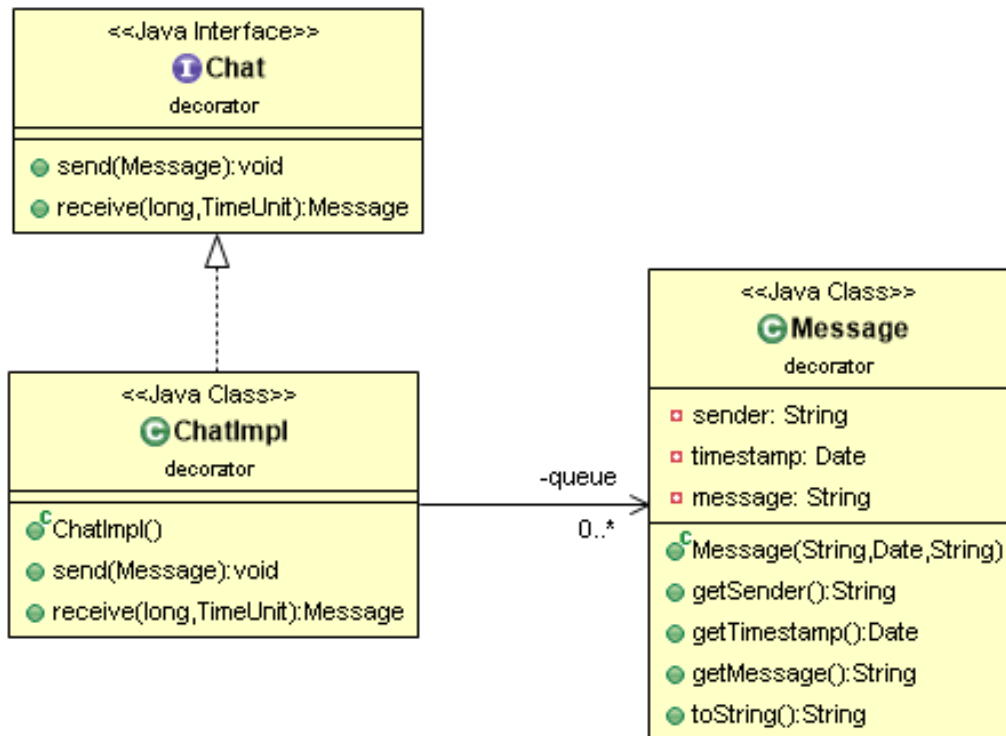 <<Java Interface>>
I Chat
decorator
send(Message):void
receive(long,TimeUnit):Message
<<Java Class>>
C ChatImpl
decorator
C ChatImpl()
send(Message):void
receive(long,TimeUnit):Message
-queue
0..*
<<Java Class>>
C Message
decorator
sender: String
timestamp: Date
message: String
C Message(String,Date,String)
getSender():String
getTimestamp():Date
getMessage():String
toString():String